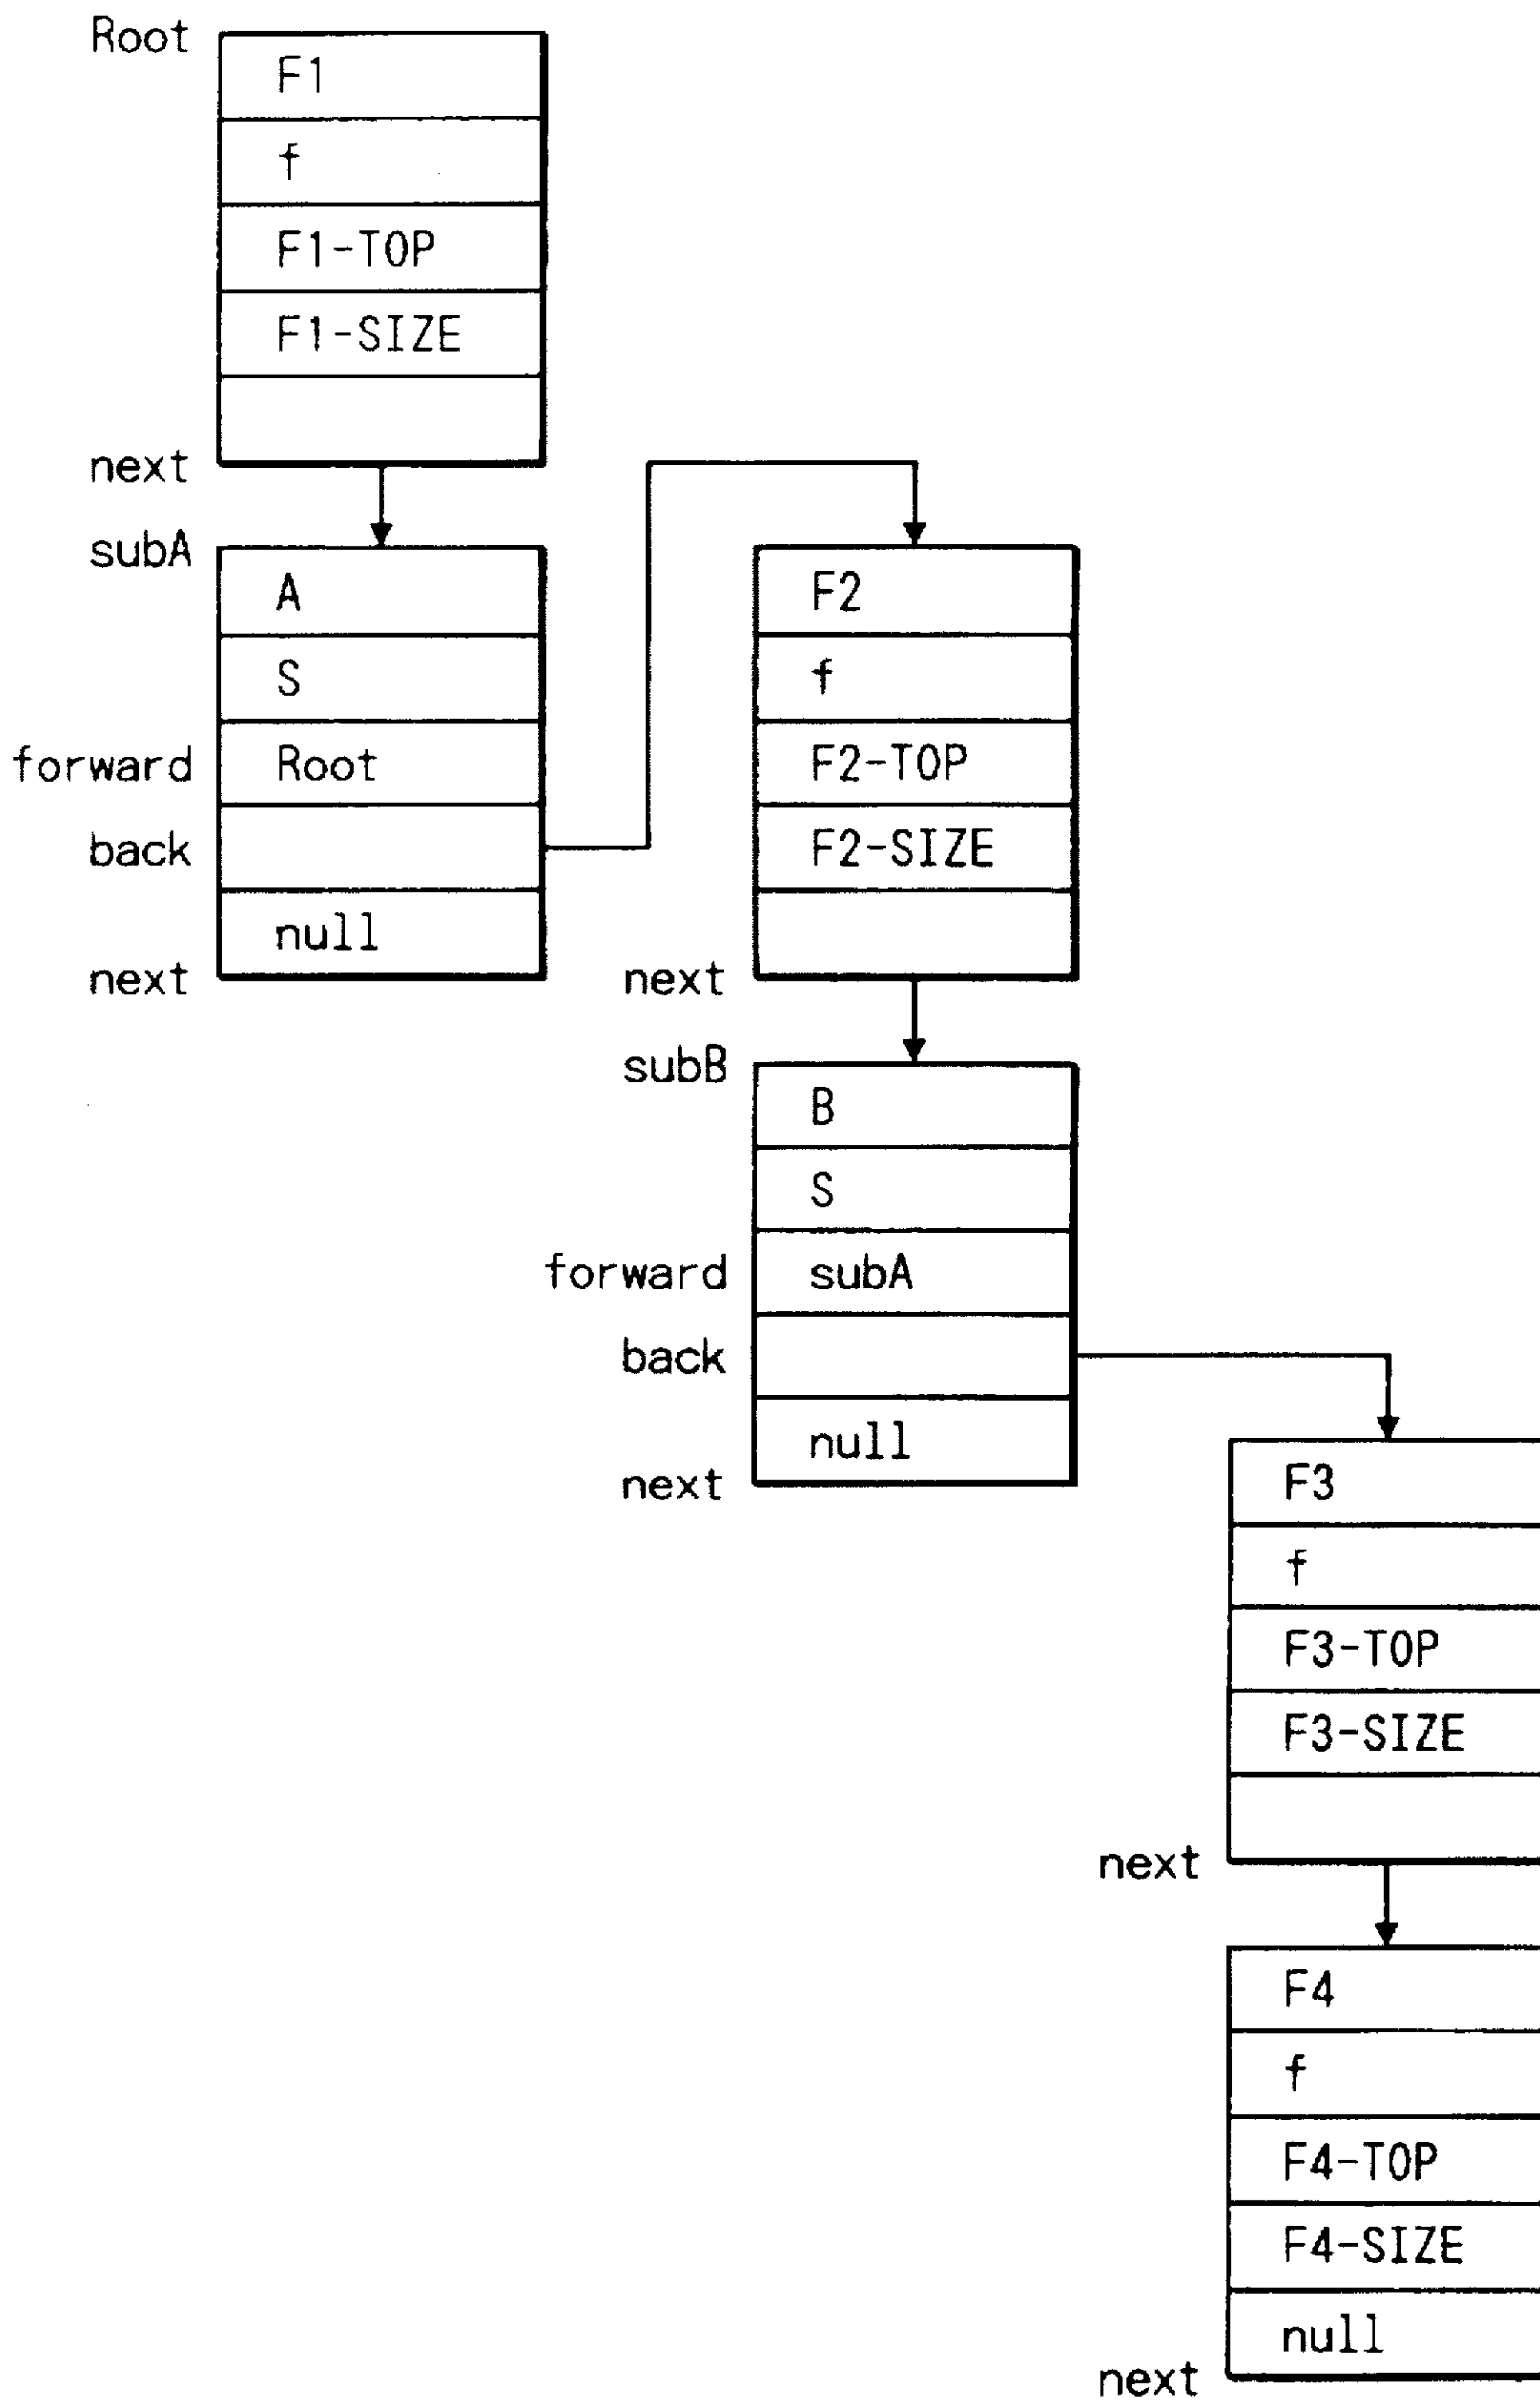 Root
F1
f
F1-TOP
F1-SIZE
next
subA
A
S
forward Root
back
null
next
F2
f
F2-TOP
F2-SIZE
next
subB
B
S
forward subA
back
null
next
F3
f
F3-TOP
F3-SIZE
next
F4
f
F4-TOP
F4-SIZE
null
next